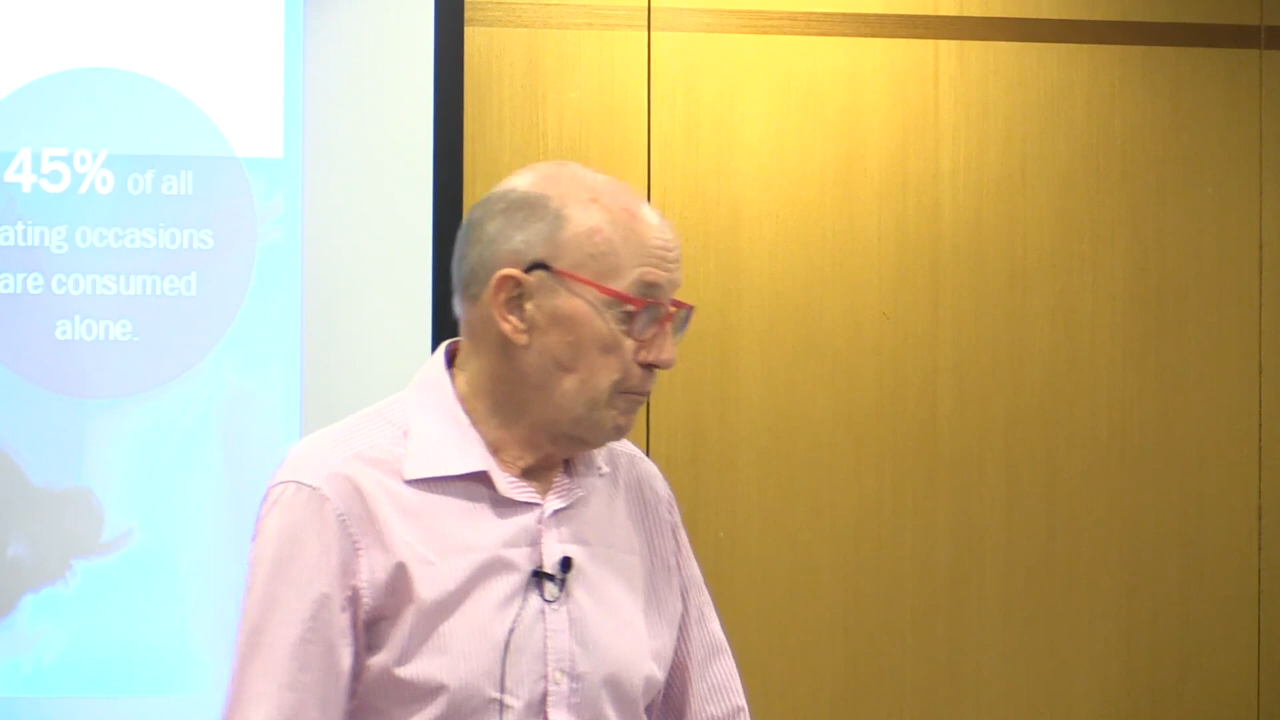 45% of all
ating occasions
are consumed
alone.